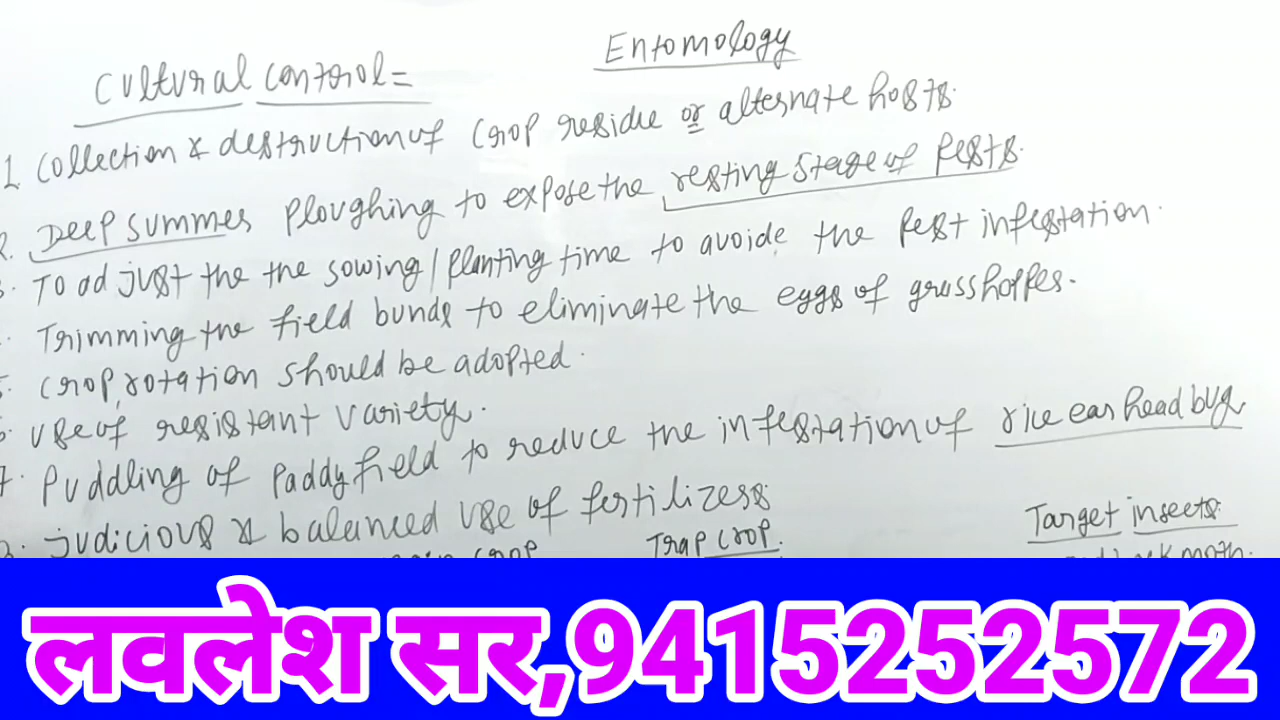 Entomology
Cultural control=
1. Collection & destruction of Crop residue or alternate hosts.
2. Deep summer ploughing to expose the resting stage of Pests.
3. To adjust the the sowing/planting time to avoide the Pest infestation.
Trimming the field bunds to eliminate the eggs of grasshoppes.
5. Crop rotation should be adopted.
6. Use of resistant variety.
7. Puddling of Paddy field to reduce the infestation of rice ear head bug.
8. judicious & balanced use of fertilizers
crop Trap crop. Target insects.
moth.
लवलेश सर,9415252572